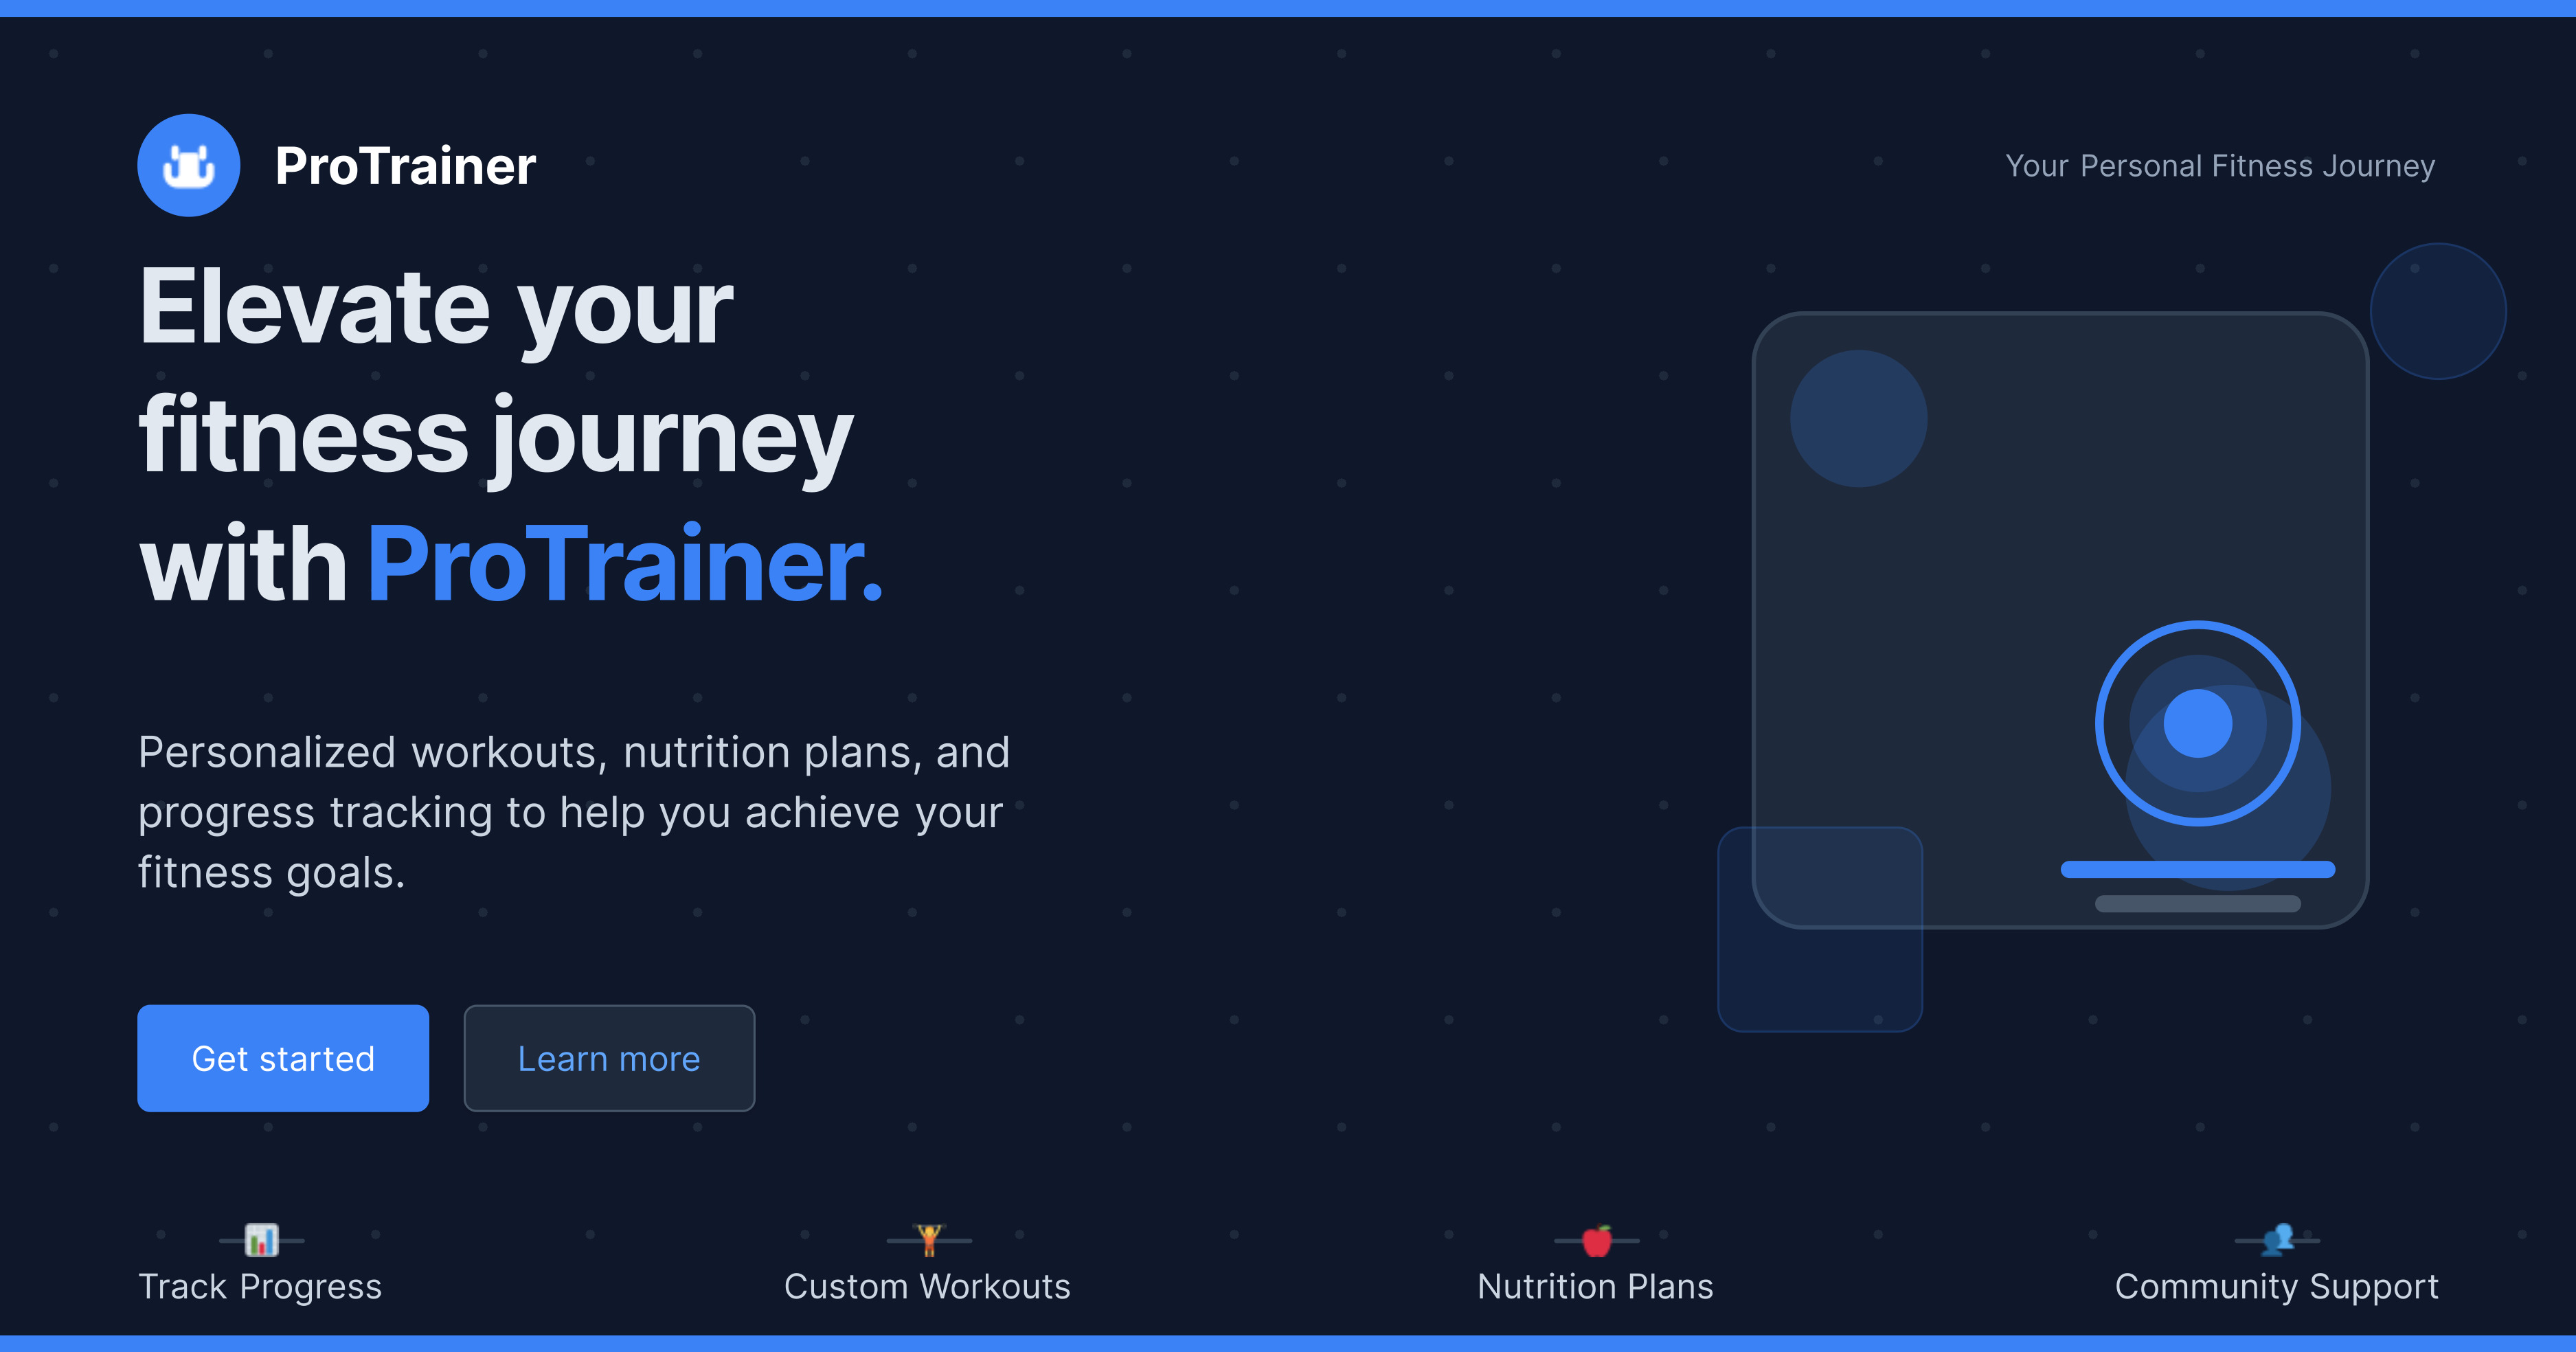 ProTrainer
Your Personal Fitness Journey
Elevate your
fitness journey
with ProTrainer.
Personalized workouts, nutrition plans, and
progress tracking to help you achieve your
fitness goals.
Get started
Learn more
Track Progress
Custom Workouts
Nutrition Plans
Community Support